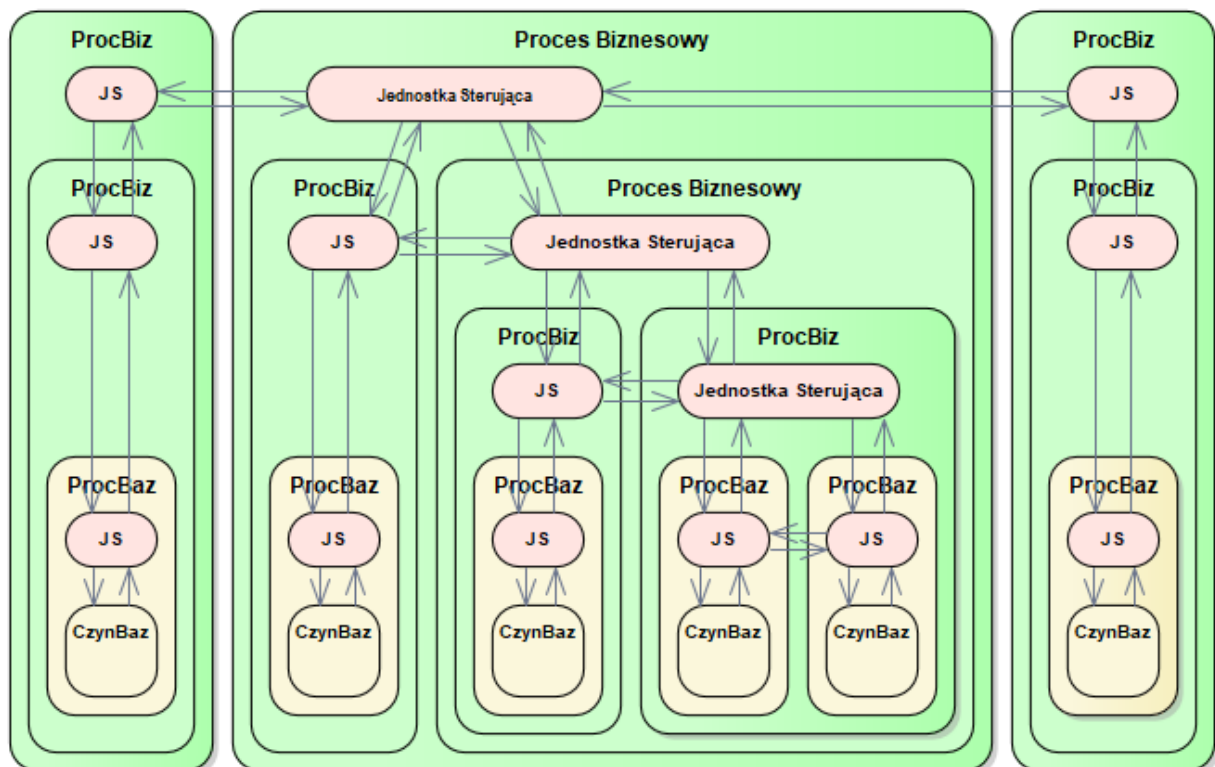 ProcBiz
Proces Biznesowy
ProcBiz
JS
Jednostka Sterująca
JS
ProcBiz
ProcBiz
Proces Biznesowy
ProcBiz
JS
JS
Jednostka Sterująca
JS
ProcBiz
ProcBiz
JS
Jednostka Sterująca
ProcBaz
ProcBaz
ProcBaz
ProcBaz
ProcBaz
ProcBaz
JS
JS
JS
JS
JS
JS
CzynBaz
CzynBaz
CzynBaz
CzynBaz
CzynBaz
CzynBaz